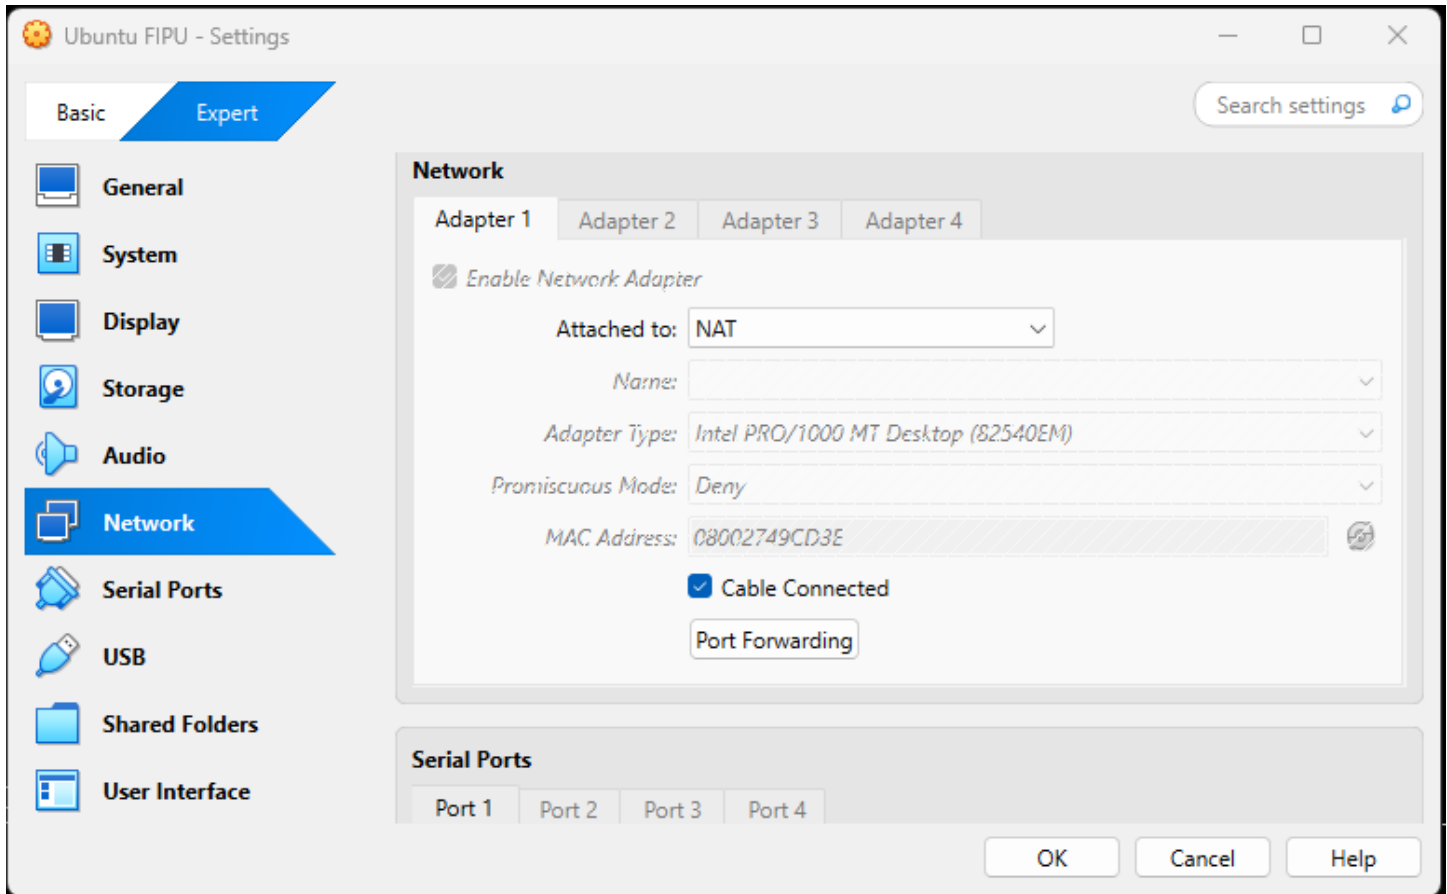 Ubuntu FIPU - Settings
Basic Expert
Search settings
General
System
Display
Storage
Audio
Network
Serial Ports
USB
Shared Folders
User Interface
Network
Adapter 1 Adapter 2 Adapter 3 Adapter 4
Enable Network Adapter
Attached to: NAT
Name:
Adapter Type: Intel PRO/1000 MT Desktop (82540EM)
Promiscuous Mode: Deny
MAC Address: 08002749CD3E
Cable Connected
Port Forwarding
Serial Ports
Port 1 Port 2 Port 3 Port 4
OK Cancel Help